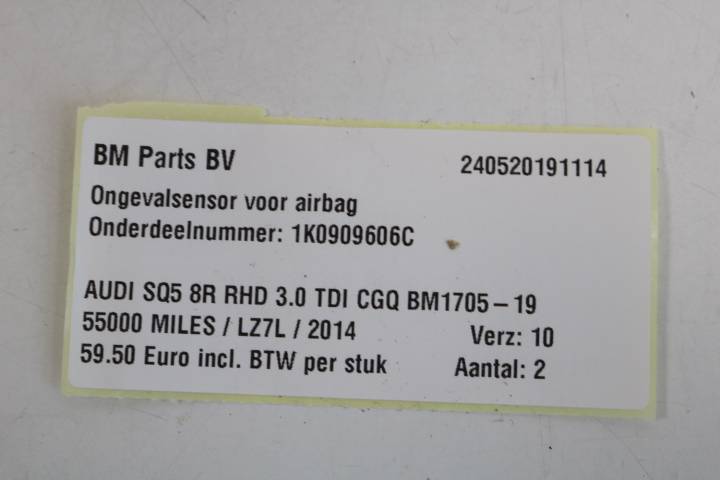 BM Parts BV 240520191114
Ongevalsensor voor airbag
Onderdeelnummer: 1K0909606C
AUDI SQ5 8R RHD 3.0 TDI CGQ BM1705-19
55000 MILES / LZ7L / 2014 Verz: 10
59.50 Euro incl. BTW per stuk Aantal: 2